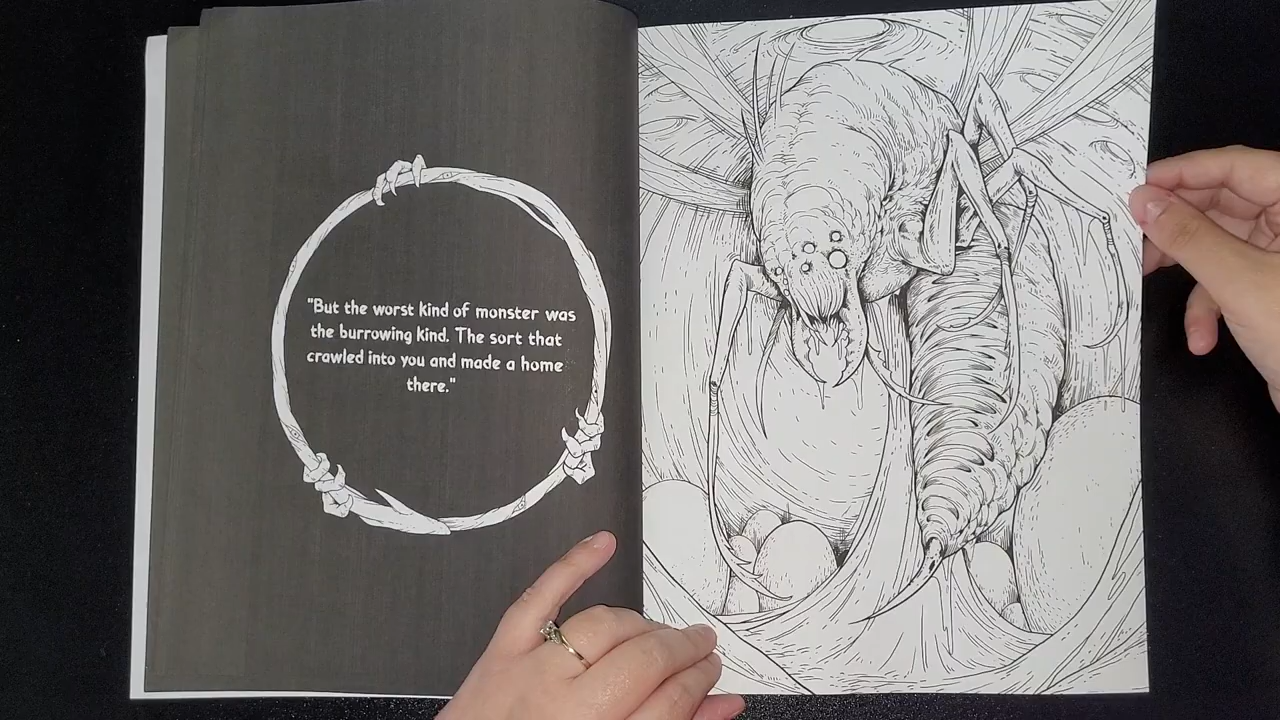 "But the worst kind of monster was
the burrowing kind. The sort that
crawled into you and made a home
there."